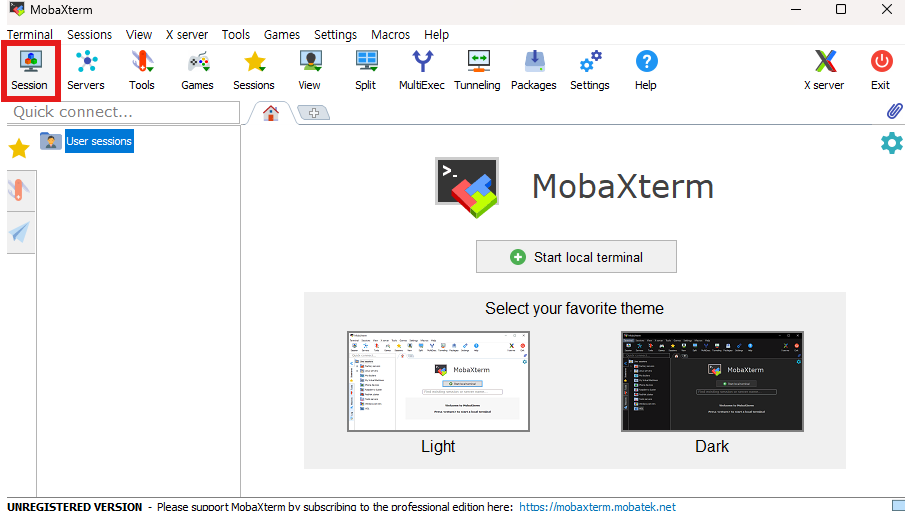 MobaXterm
Terminal Sessions View X server Tools Games Settings Macros Help
Session Servers Tools Games Sessions View Split MultiExec Tunneling Packages Settings Help X server Exit
Quick connect...
User sessions
>_
MobaXterm
Start local terminal
Select your favorite theme
MobaXterm
MobaXterm
Light Dark
UNREGISTERED VERSION - Please support MobaXterm by subscribing to the professional edition here: https://mobaxterm.mobatek.net